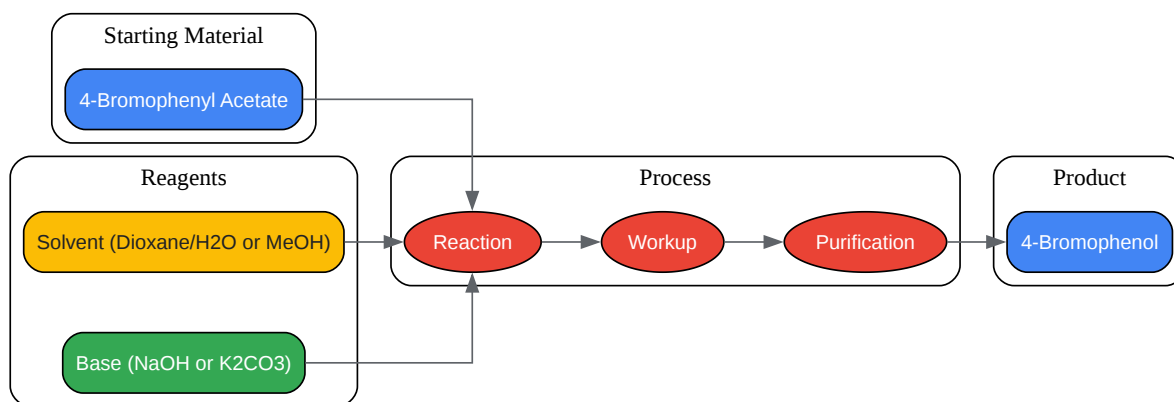 Starting Material
4-Bromophenyl Acetate
Reagents
Solvent (Dioxane/H2O or MeOH)
Base (NaOH or K2CO3)
Process
Reaction
Workup
Purification
Product
4-Bromophenol